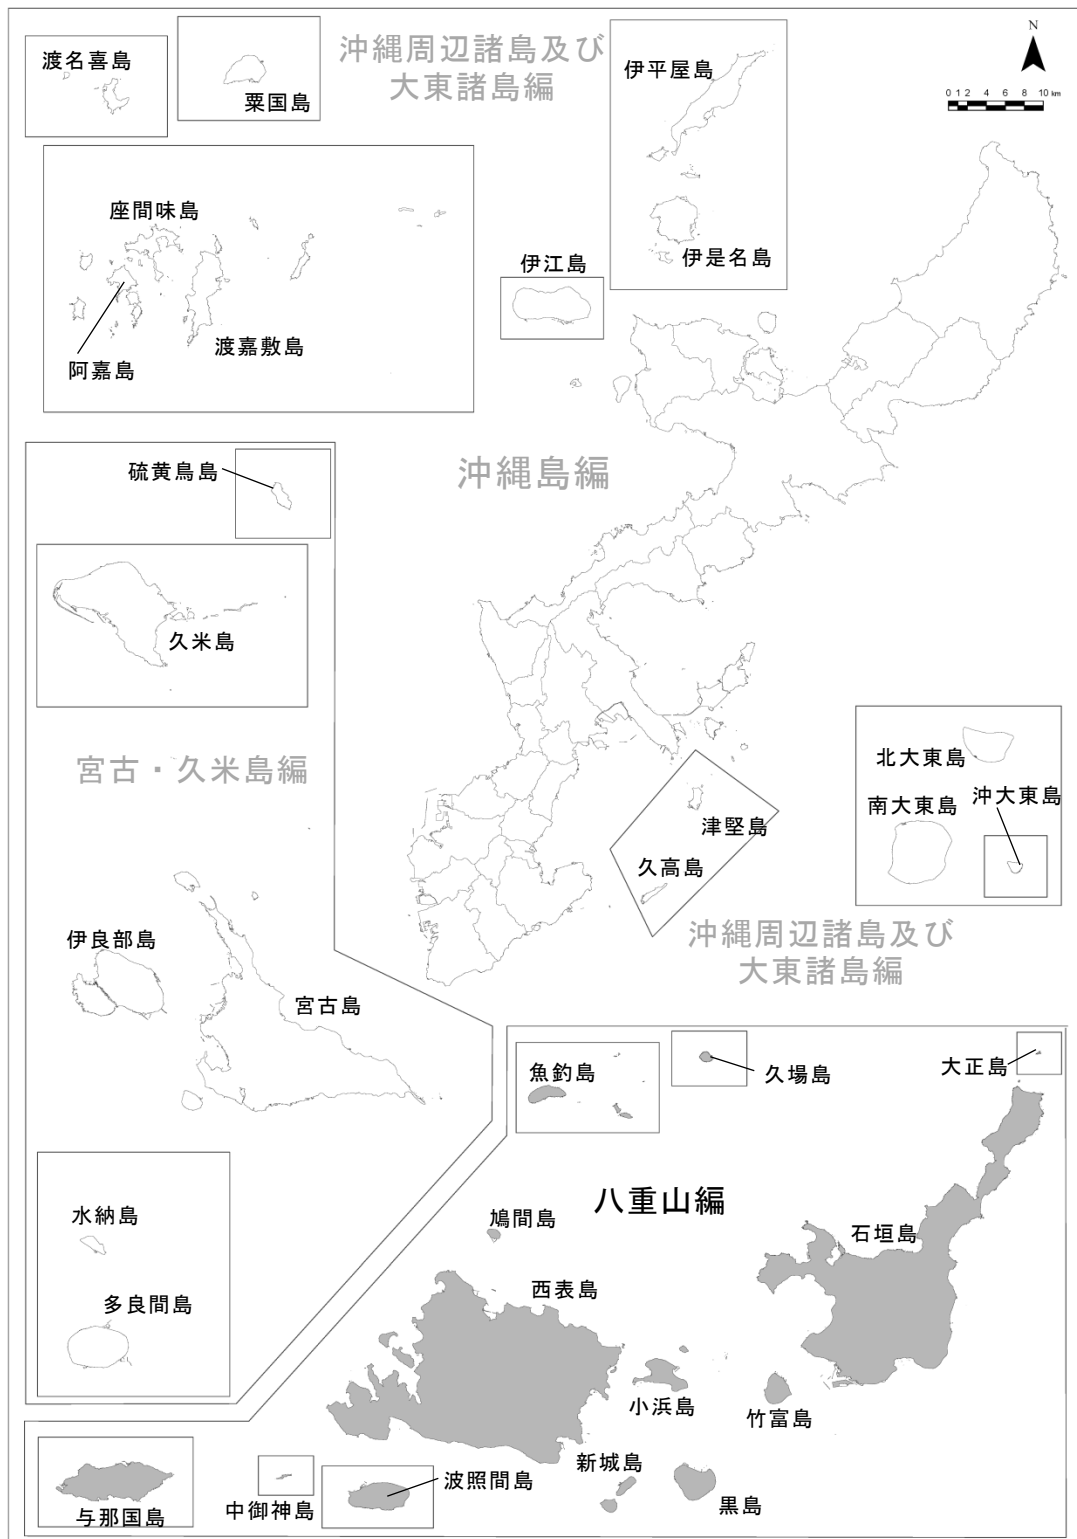 沖縄周辺諸島及び
大東諸島編
渡名喜島
粟国島
伊平屋島
N
0 1 2 4 6 8 10 km
座間味島
伊是名島
伊江島
渡嘉敷島
阿嘉島
硫黄鳥島
沖縄島編
久米島
宮古・久米島編
北大東島
南大東島
沖大東島
津堅島
久高島
沖縄周辺諸島及び
大東諸島編
伊良部島
宮古島
魚釣島
久場島
大正島
八重山編
水納島
鳩間島
石垣島
西表島
多良間島
小浜島
竹富島
新城島
波照間島
黒島
中御神島
与那国島